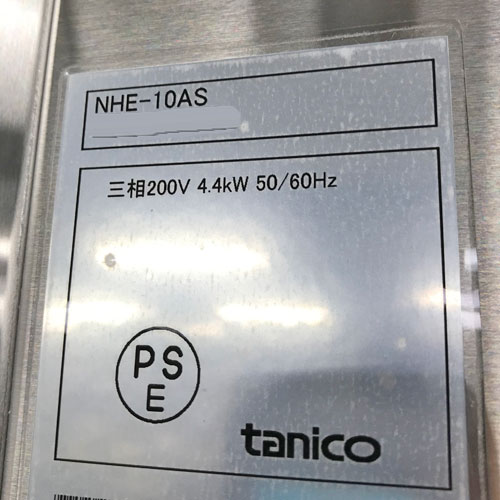 NHE-10AS
三相200V 4.4kW 50/60Hz
PS
E
tanico